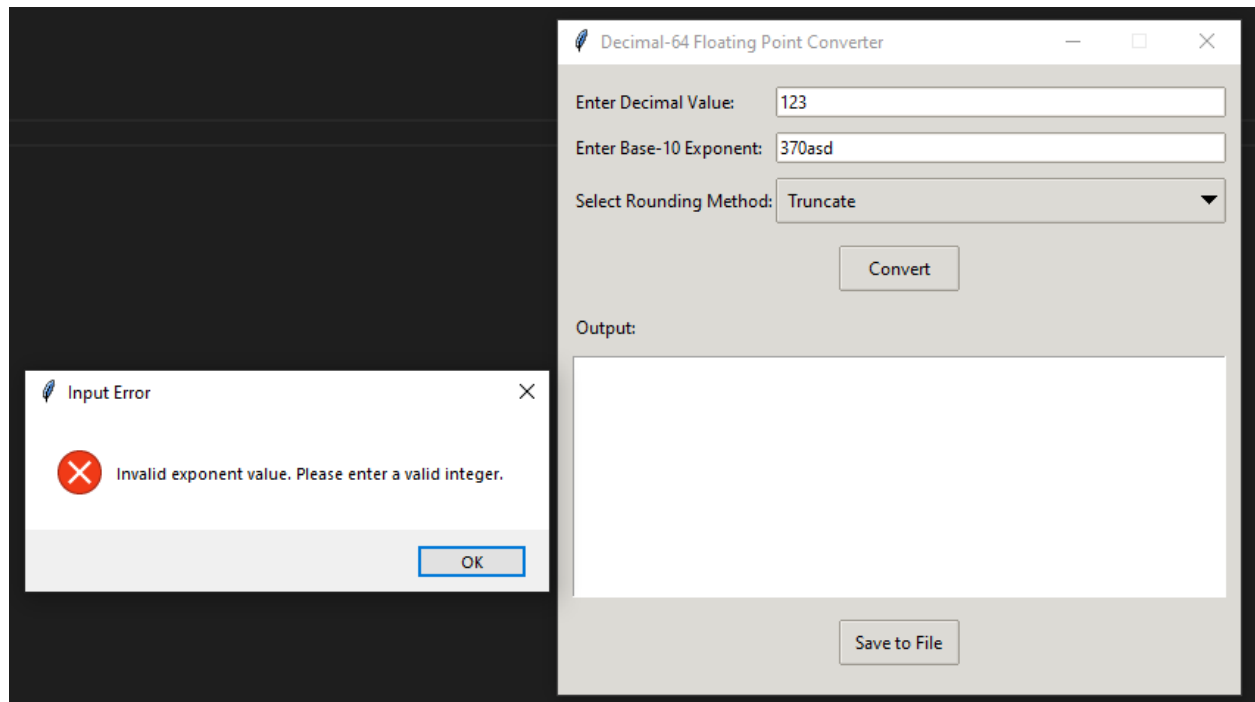 Decimal-64 Floating Point Converter
Enter Decimal Value: 123
Enter Base-10 Exponent: 370asd
Select Rounding Method: Truncate
Convert
Output:
Input Error
Invalid exponent value. Please enter a valid integer.
OK
Save to File